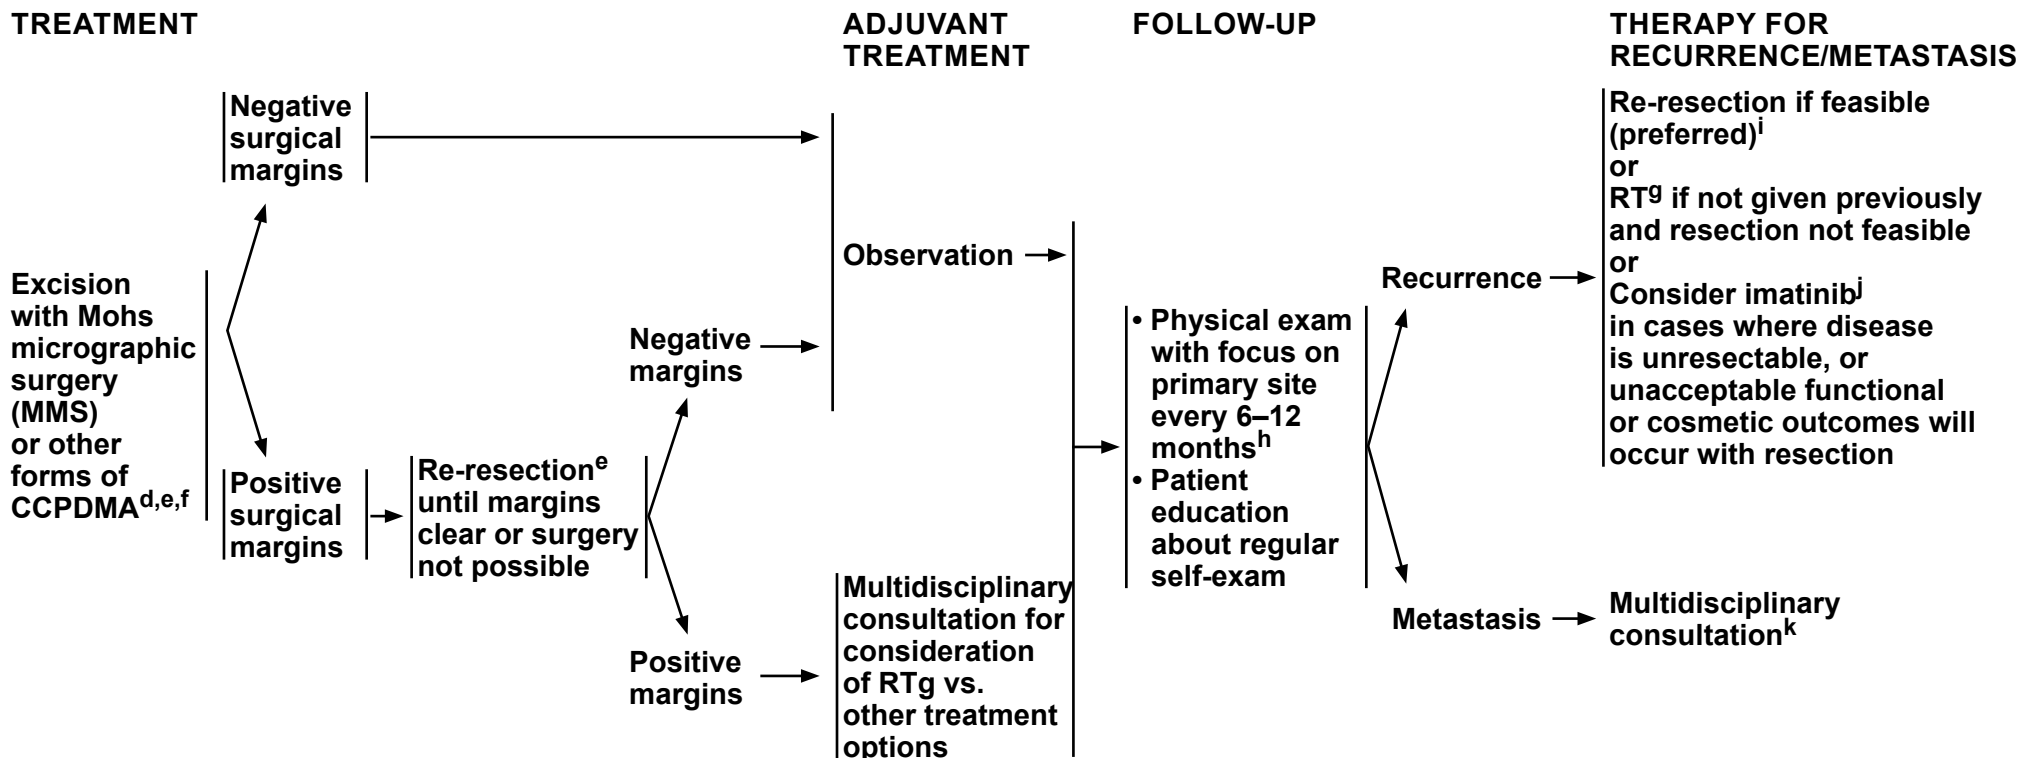 TREATMENT
ADJUVANT
TREATMENT
FOLLOW-UP
THERAPY FOR
RECURRENCE/METASTASIS
Negative
surgical
margins
Excision
with Mohs
micrographic
surgery
(MMS)
or other
forms of
CCPDMAd,e,f
Positive
surgical
margins
Re-resectione
until margins
clear or surgery
not possible
Negative
margins
Positive
margins
Observation
Multidisciplinary
consultation for
consideration
of RTg vs.
other treatment
options
• Physical exam
with focus on
primary site
every 6–12
monthsh
• Patient
education
about regular
self-exam
Recurrence
Metastasis
Re-resection if feasible
(preferred)i
or
RTg if not given previously
and resection not feasible
or
Consider imatinibj
in cases where disease
is unresectable, or
unacceptable functional
or cosmetic outcomes will
occur with resection
Multidisciplinary
consultationk